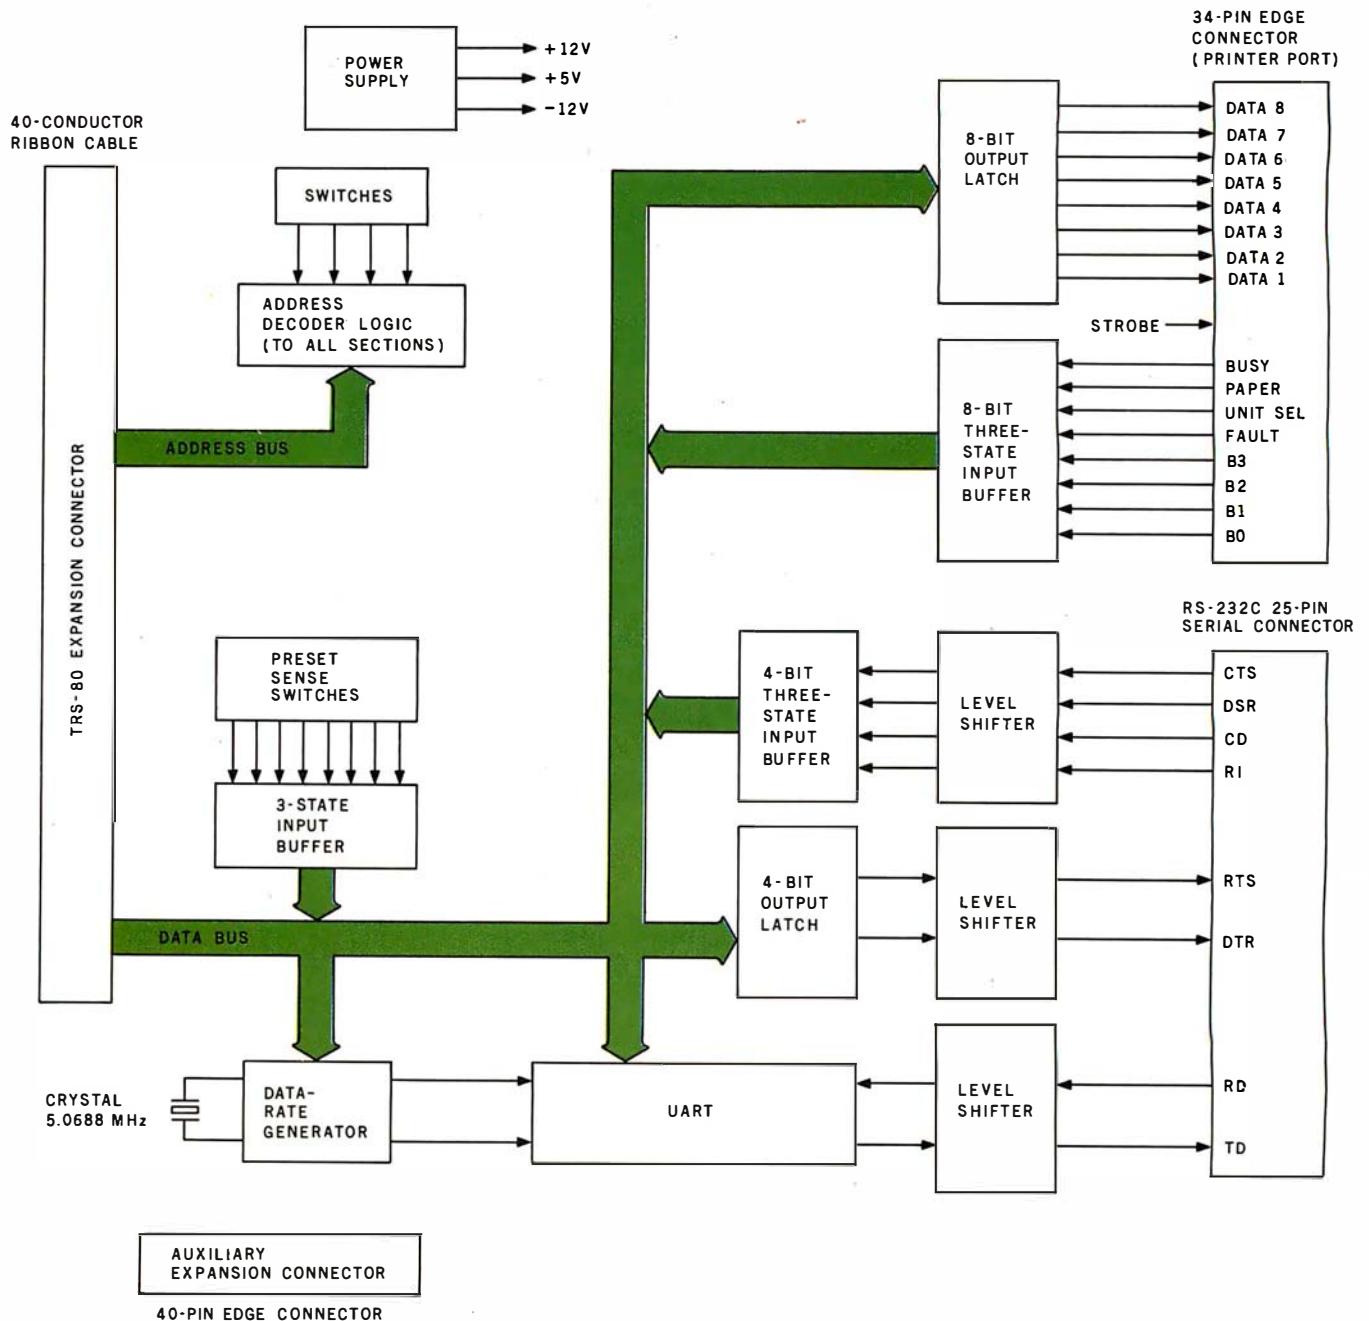 34-PIN EDGE
CONNECTOR
(PRINTER PORT)
POWER
SUPPLY
+12V
+5V
-12V
40-CONDUCTOR
RIBBON CABLE
TRS-80 EXPANSION CONNECTOR
SWITCHES
ADDRESS
DECODER LOGIC
(TO ALL SECTIONS)
ADDRESS BUS
8-BIT
OUTPUT
LATCH
DATA 8
DATA 7
DATA 6
DATA 5
DATA 4
DATA 3
DATA 2
DATA 1
STROBE
8-BIT
THREE-
STATE
INPUT
BUFFER
BUSY
PAPER
UNIT SEL
FAULT
B3
B2
B1
B0
RS-232C 25-PIN
SERIAL CONNECTOR
PRESET
SENSE
SWITCHES
3-STATE
INPUT
BUFFER
4-BIT
THREE-
STATE
INPUT
BUFFER
LEVEL
SHIFTER
CTS
DSR
CD
RI
DATA BUS
4-BIT
OUTPUT
LATCH
LEVEL
SHIFTER
RTS
DTR
CRYSTAL
5.0688 MHz
DATA-
RATE
GENERATOR
UART
LEVEL
SHIFTER
RD
TD
AUXILIARY
EXPANSION CONNECTOR
40-PIN EDGE CONNECTOR